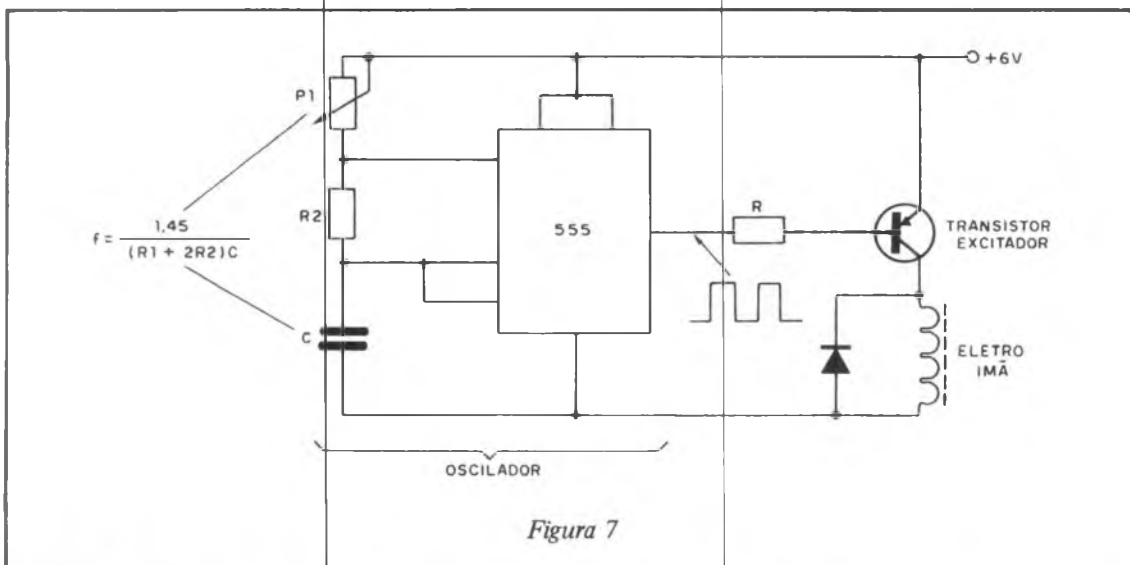 +6V
P1
R2
555
R
TRANSISTOR
EXCITADOR
f = 1,45
(R1 + 2R2)C
C
ELETRO
IMÃ
OSCILADOR
Figura 7